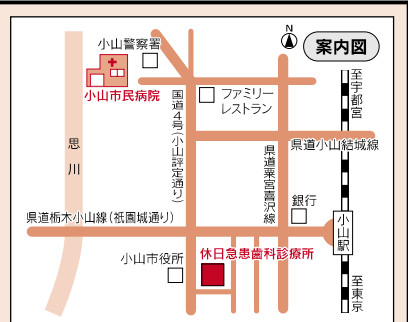 N
案内図
小山警察署
小山市民病院
ファミリー
レストラン
至宇都宮
思川
国道4号(小山評定通り)
県道小山結城線
県道粟宮喜沢線
銀行
県道栃木小山線(祇園城通り)
小山駅
小山市役所
休日急患歯科診療所
至東京